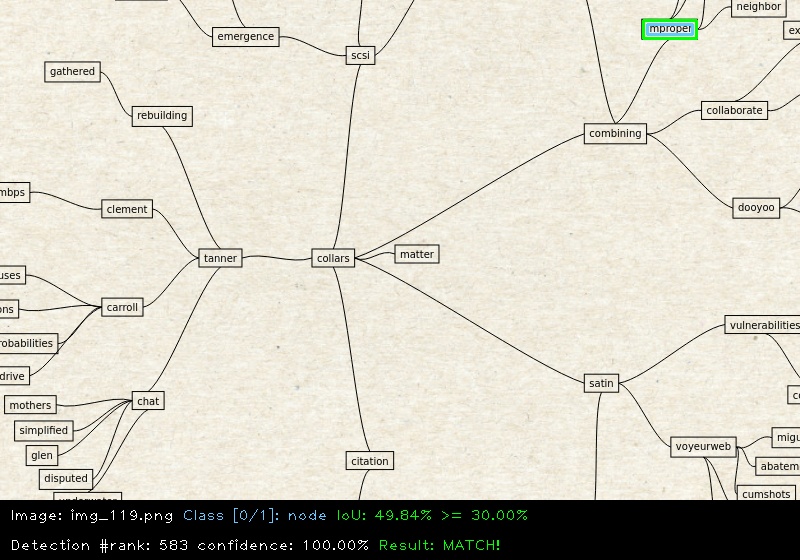 neighbor
emergence
mproper
scsi
gathered
collaborate
rebuilding
combining
mbps
clement
dooyoo
tanner
collars
matter
uses
carroll
ons
vulnerabilities
robabilities
drive
satin
mothers
chat
simplified
voyeurweb
glen
citation
abatem
disputed
cumshots
Image: img_119.png Class [0/1]: node IoU: 49.84% >= 30.00%
Detection #rank: 583 confidence: 100.00% Result: MATCH!